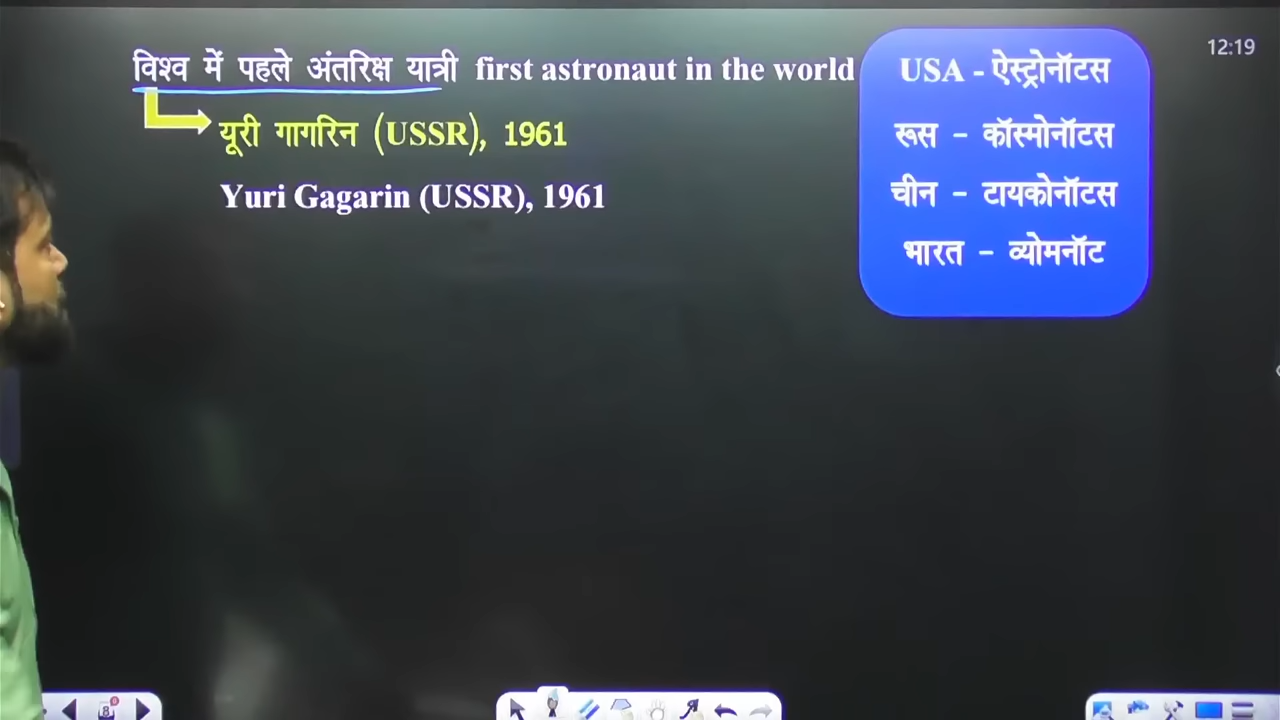 विश्व में पहले अंतरिक्ष यात्री first astronaut in the world
यूरी गागरिन (USSR), 1961
Yuri Gagarin (USSR), 1961
USA - ऐस्ट्रोनॉटस
रूस - कॉस्मोनॉटस
चीन - टायकोनॉटस
भारत - व्योमनॉट
12:19
8